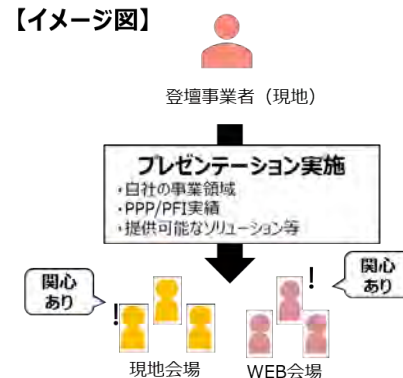 【イメージ図】
登壇事業者（現地）
プレゼンテーション実施
・自社の事業領域
・PPP/PFI実績
・提供可能なソリューション等
関心
あり
!
!
関心
あり
現地会場
WEB会場